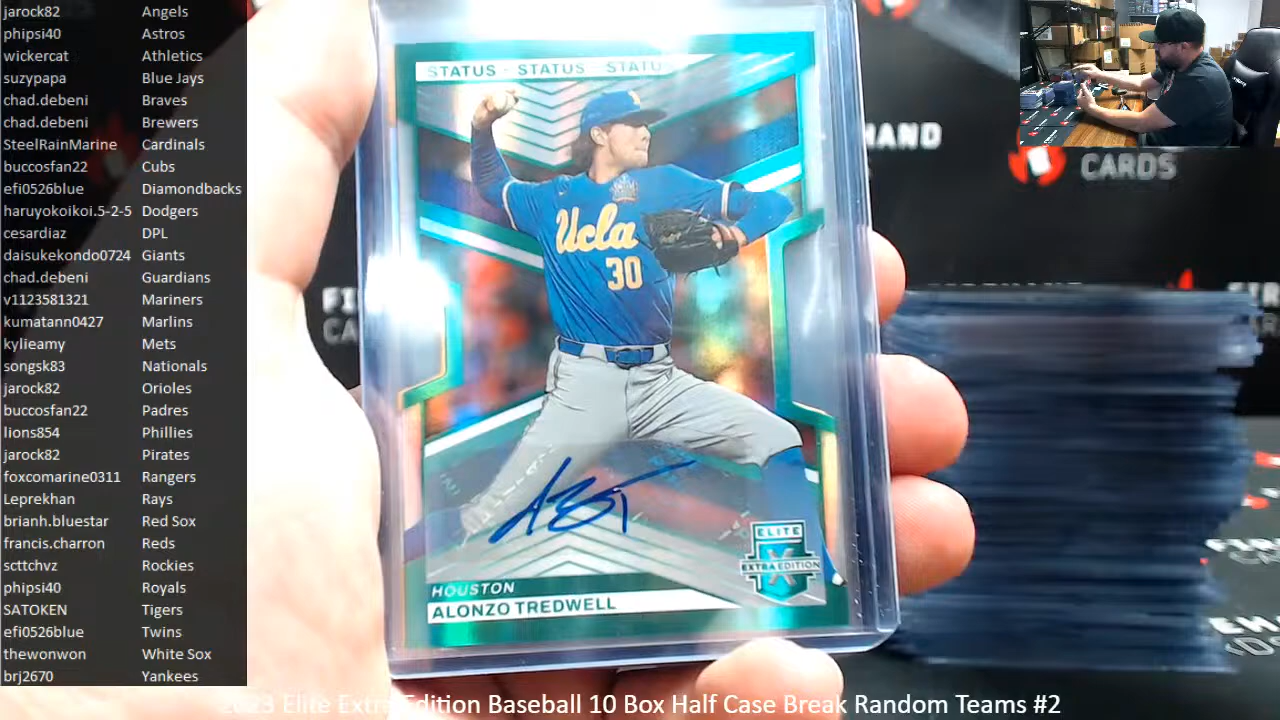 jarock82 Angels
phipsi40 Astros
wickercat Athletics
suzypapa Blue Jays
chad.debeni Braves
chad.debeni Brewers
SteelRainMarine Cardinals
buccosfan22 Cubs
efi0526blue Diamondbacks
haruyokoikoi.5-2-5 Dodgers
cesardiaz DPL
daisukekondo0724 Giants
chad.debeni Guardians
v1123581321 Mariners
kumatann0427 Marlins
kylieamy Mets
songsk83 Nationals
jarock82 Orioles
buccosfan22 Padres
lions854 Phillies
jarock82 Pirates
foxcomarine0311 Rangers
Leprekhan Rays
brianh.bluestar Red Sox
francis.charron Reds
scttchvz Rockies
phipsi40 Royals
SATOKEN Tigers
efi0526blue Twins
thewonwon White Sox
brj2670 Yankees
STATUS - STATUS - STATU
Ucla
30
ELITE
X
EXTRA EDITION
HOUSTON
ALONZO TREDWELL
HAND
CARDS
2023 Elite Extra Edition Baseball 10 Box Half Case Break Random Teams #2